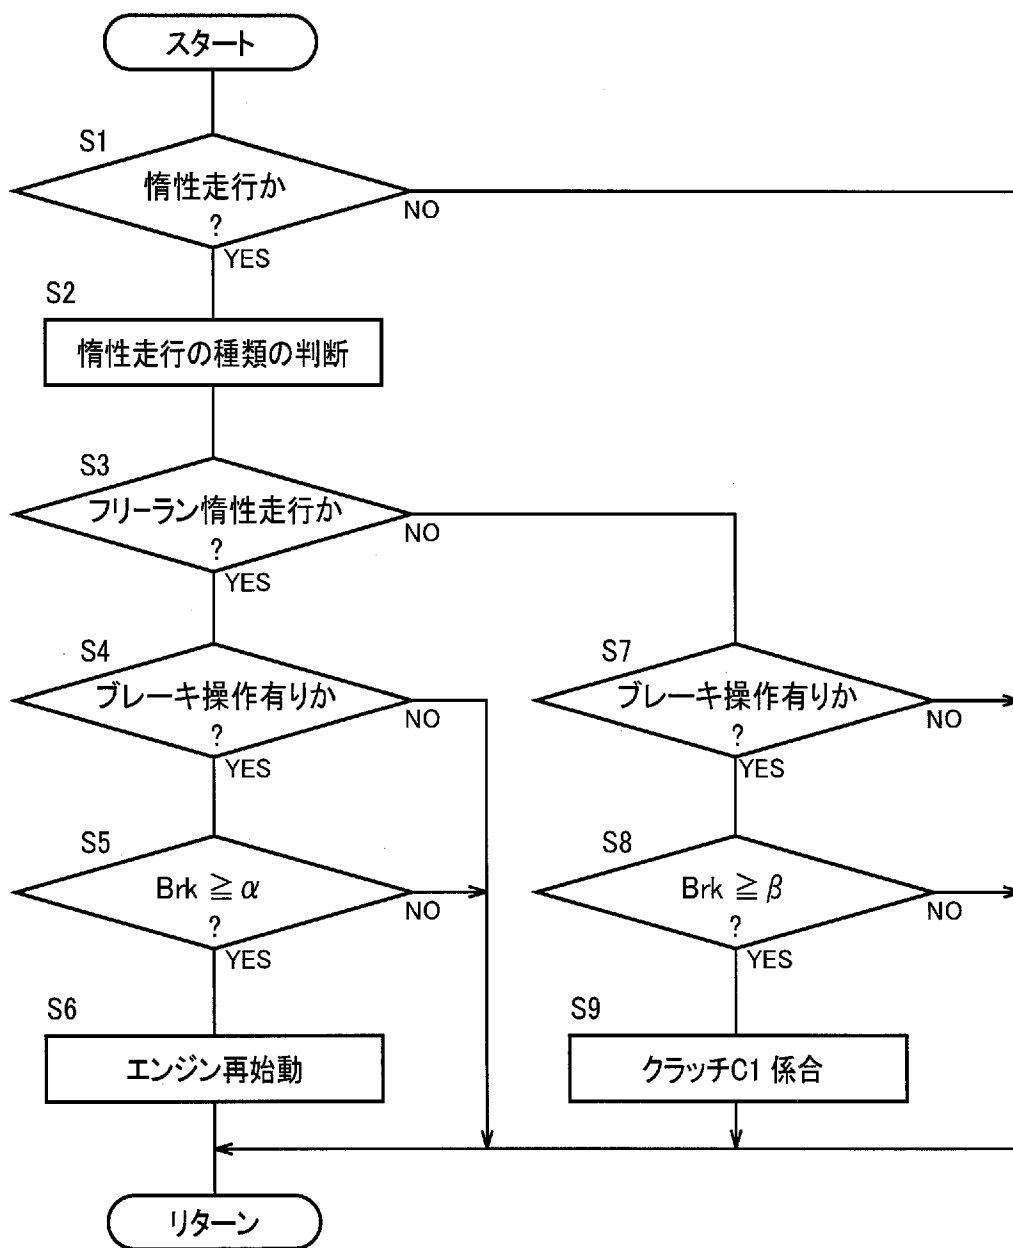 スタート
S1
惰性走行か
?
NO
YES
S2
惰性走行の種類の判断
S3
フリーラン惰性走行か
?
NO
YES
S4
ブレーキ操作有りか
?
NO
YES
S7
ブレーキ操作有りか
?
NO
YES
S5
Brk ≧ α
?
NO
YES
S8
Brk ≧ β
?
NO
YES
S6
エンジン再始動
S9
クラッチC1 係合
リターン